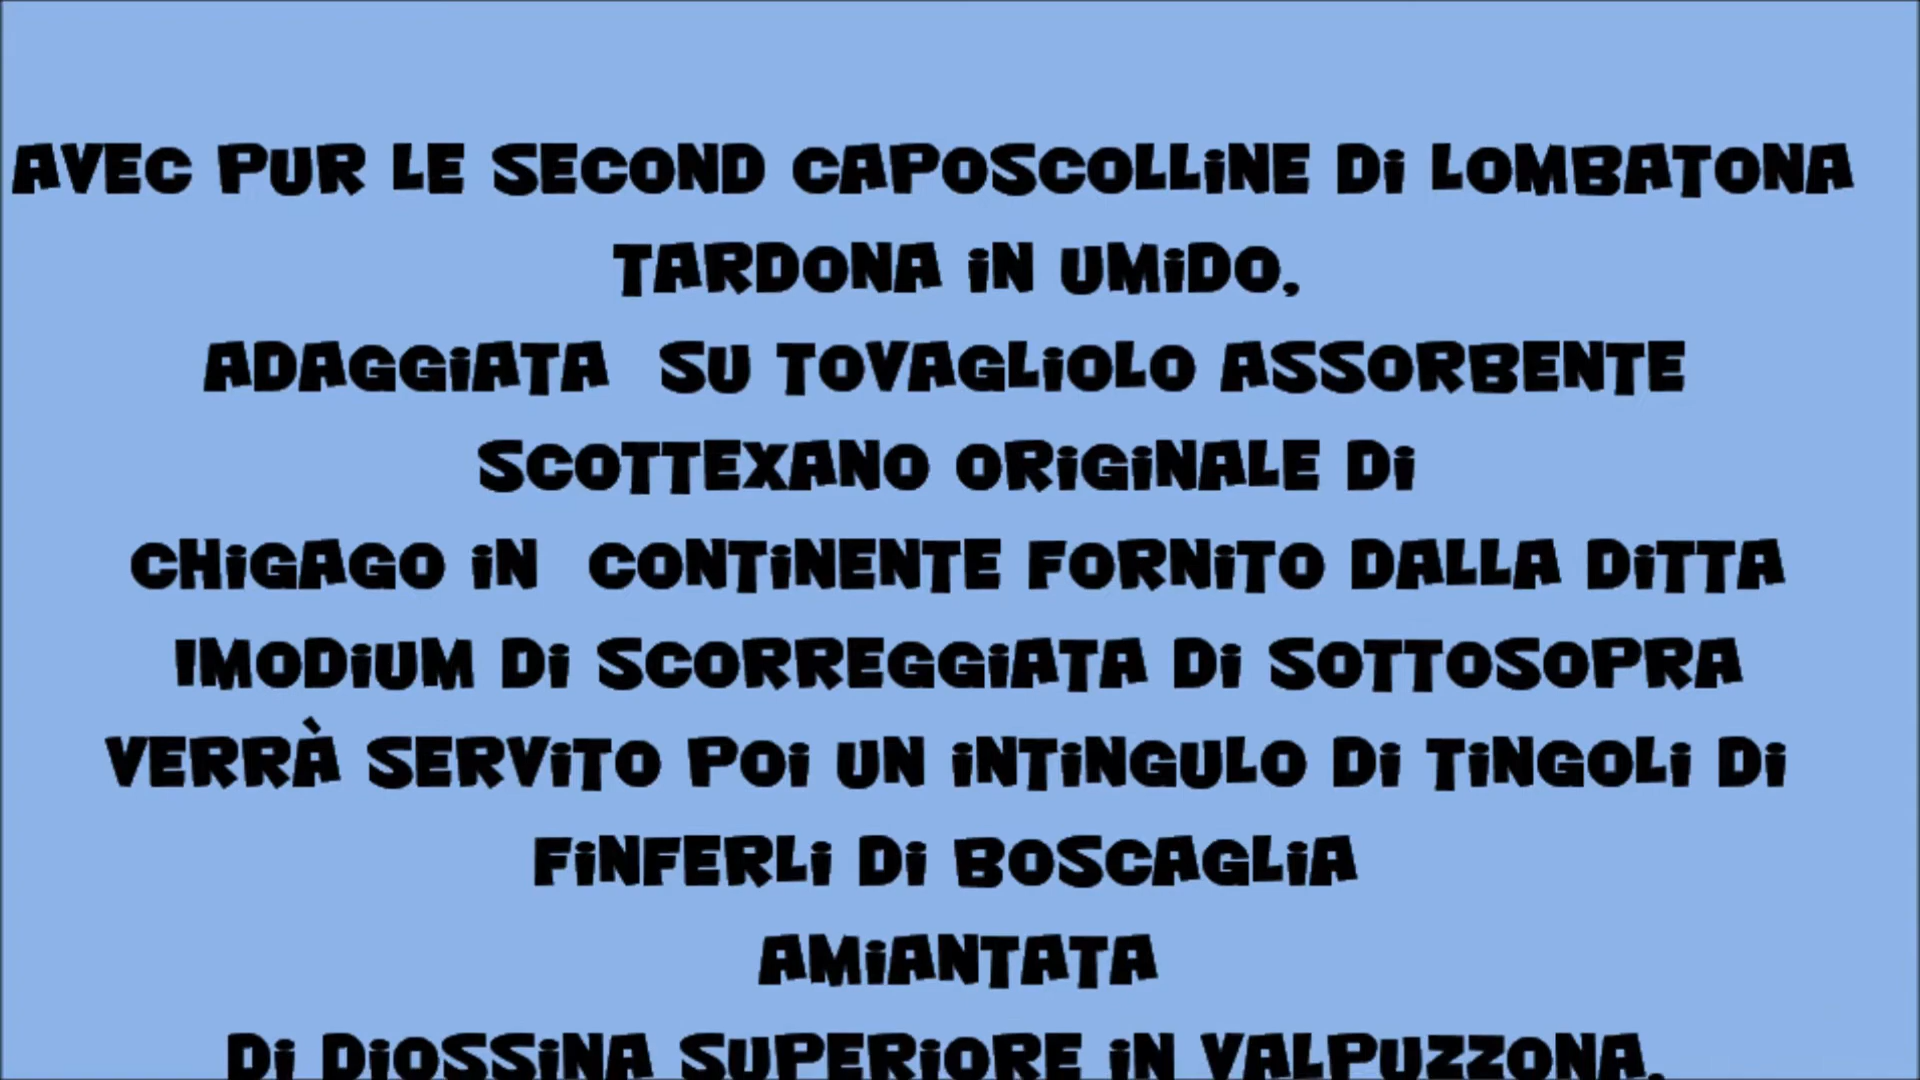 AVEC PUR LE SECOND CAPOSCOLLiNE Di LOMBATONA
TARDONA iN UMiDO,
ADAGGiATA SU TOVAGLiOLO ASSORBENTE
SCOTTEXANO ORiGiNALE Di
CHiGAGO iN CONTiNENTE FORNiTO DALLA DiTTA
IMODiUM Di SCORREGGiATA Di SOTTOSOPRA
VERRÀ SERViTO POi UN iNTiNGULO Di TiNGOLi Di
FiNFERLi Di BOSCAGLiA
AMiANTATA
Di DiOSSiNA SUPERiORE iN VALPUZZONA.